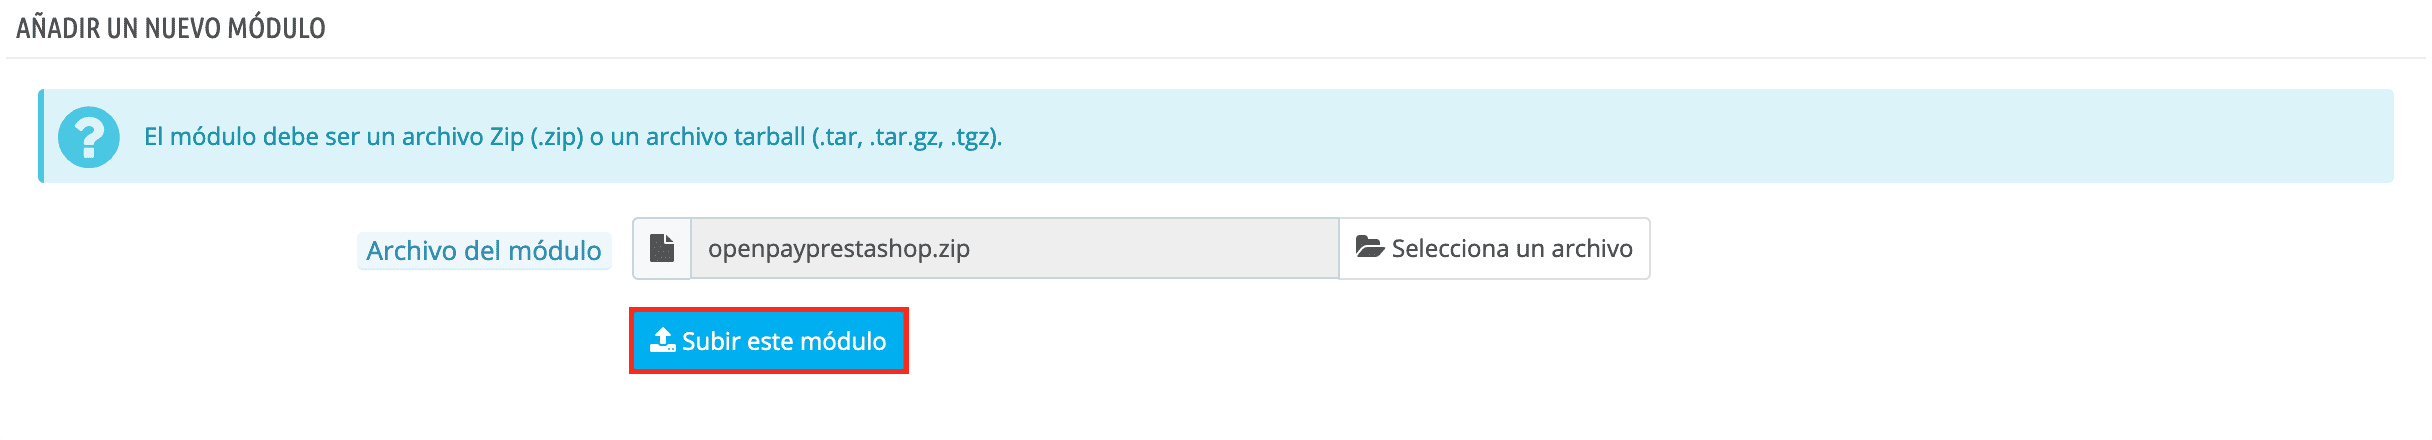 AÑADIR UN NUEVO MÓDULO
El módulo debe ser un archivo Zip (.zip) o un archivo tarball (.tar, .tar.gz, .tgz).
Archivo del módulo openpayprestashop.zip Selecciona un archivo
Subir este módulo